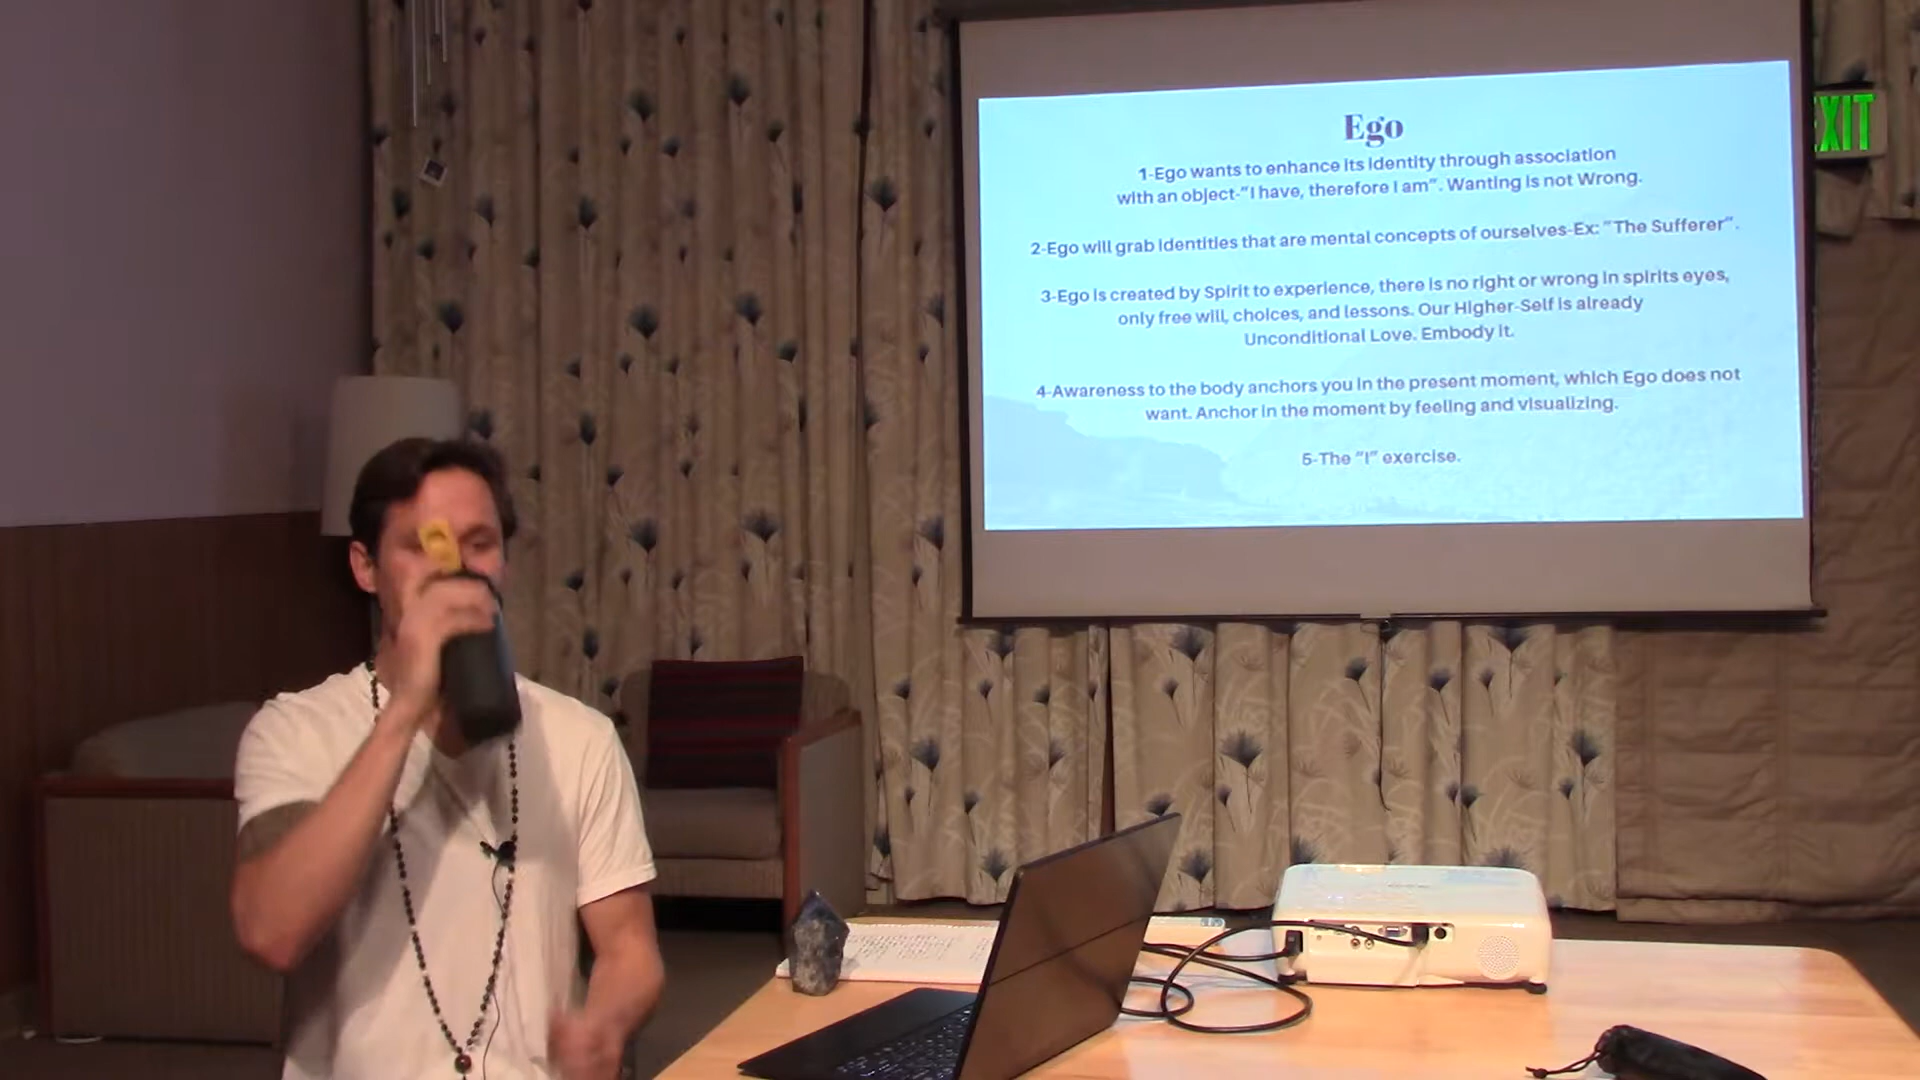 Ego
1-Ego wants to enhance its identity through association
with an object-"I have, therefore I am". Wanting is not Wrong.
2-Ego will grab identities that are mental concepts of ourselves-Ex: "The Sufferer".
3-Ego is created by Spirit to experience, there is no right or wrong in spirits eyes,
only free will, choices, and lessons. Our Higher-Self is already
Unconditional Love. Embody it.
4-Awareness to the body anchors you in the present moment, which Ego does not
want. Anchor in the moment by feeling and visualizing.
5-The "I" exercise.
EXIT